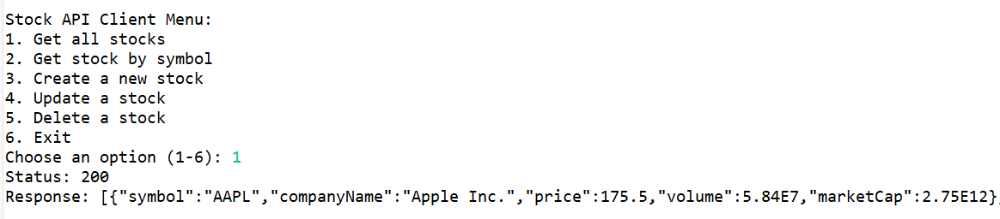 Stock API Client Menu:
1. Get all stocks
2. Get stock by symbol
3. Create a new stock
4. Update a stock
5. Delete a stock
6. Exit
Choose an option (1-6): 1
Status: 200
Response: [{"symbol":"AAPL","companyName":"Apple Inc.","price":175.5,"volume":5.84E7,"marketCap":2.75E12},